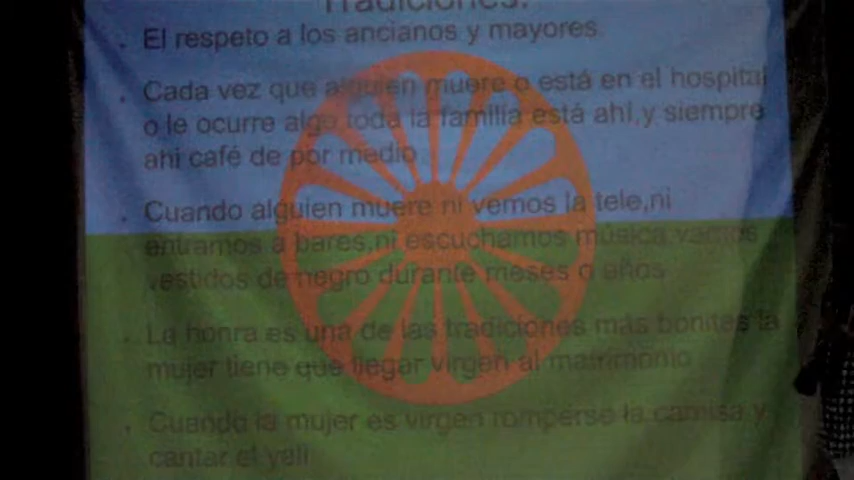 Tradiciones:
El respeto a los ancianos y mayores.
Cada vez que alguien muere o está en el hospital
o le ocurre algo toda la familia está ahí,y siempre
ahi café de por medio
Cuando alguien muere ni vemos la tele,ni
entramos a bares,ni escuchamos música,vamos
vestidos de negro durante meses o años
La honra es una de las tradiciones más bonitas la
mujer tiene que llegar virgen al matrimonio
Cuando la mujer es virgen romperse la camisa y
cantar el yeli